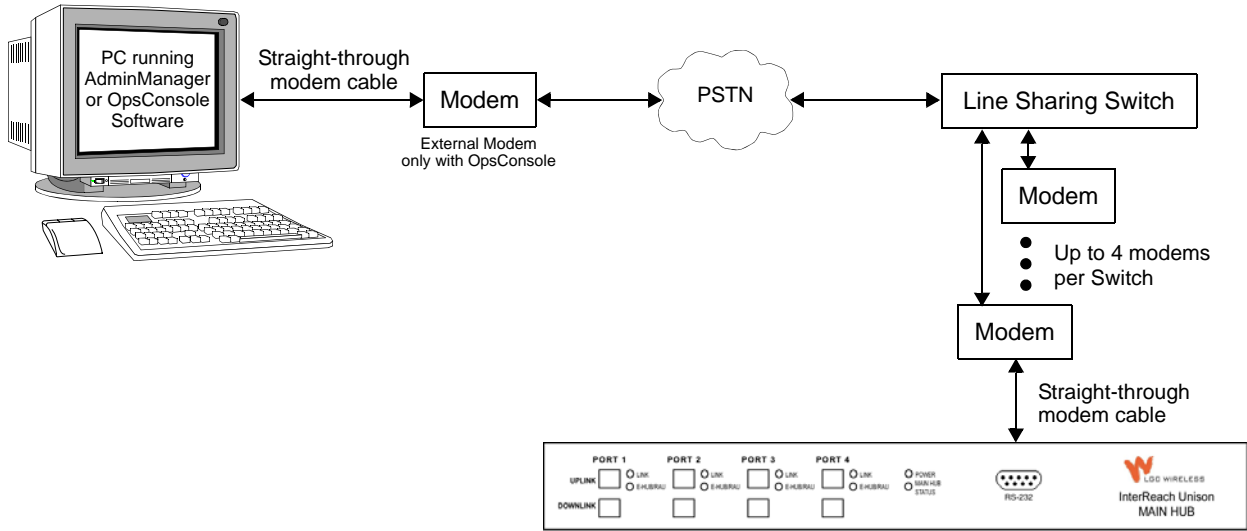 PC running
AdminManager
or OpsConsole
Software
Straight-through
modem cable
Modem
External Modem
only with OpsConsole
PSTN
Line Sharing Switch
Modem
Up to 4 modems
per Switch
Modem
Straight-through
modem cable
PORT 1 PORT 2 PORT 3 PORT 4
UPLINK LINK LINK LINK LINK POWER
E-HUB/RAU E-HUB/RAU E-HUB/RAU E-HUB/RAU MAIN HUB
STATUS
DOWNLINK
RS-232
LGC WIRELESS
InterReach Unison
MAIN HUB